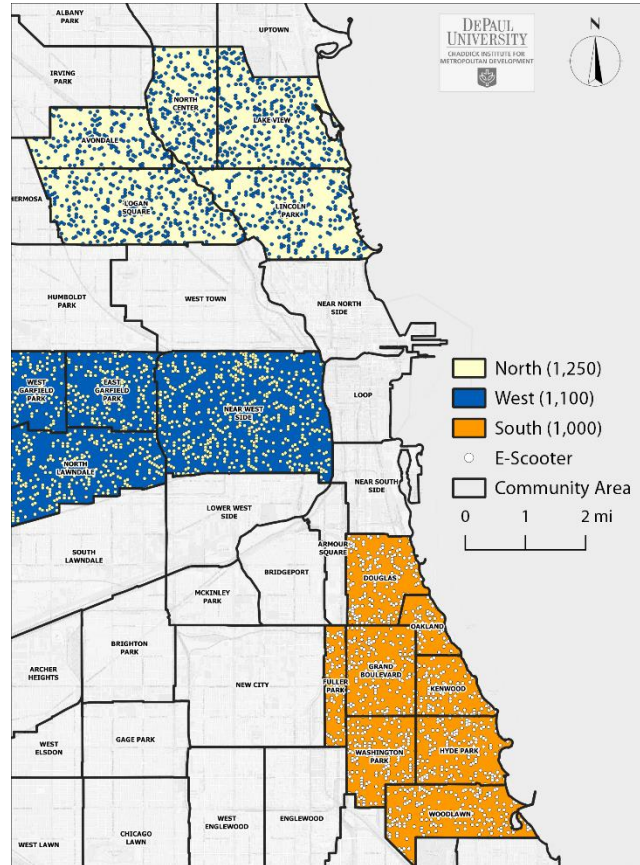 ALBANY
PARK
UPTOWN
DEPAUL
UNIVERSITY
CHADDICK INSTITUTE FOR
METROPOLITAN DEVELOPMENT
N
IRVING
PARK
NORTH
CENTER
LAKE VIEW
AVONDALE
HERMOSA
LOGAN
SQUARE
LINCOLN
PARK
HUMBOLDT
PARK
WEST TOWN
NEAR NORTH
SIDE
WEST
GARFIELD
PARK
EAST
GARFIELD
PARK
NEAR WEST
SIDE
LOOP
North (1,250)
West (1,100)
South (1,000)
E-Scooter
Community Area
0 1 2 mi
NORTH
LAWNDALE
NEAR SOUTH
SIDE
LOWER WEST
SIDE
SOUTH
LAWNDALE
ARMOUR
SQUARE
BRIDGEPORT
DOUGLAS
MCKINLEY
PARK
OAKLAND
BRIGHTON
PARK
ARCHER
HEIGHTS
NEW CITY
FULLER
PARK
GRAND
BOULEVARD
KENWOOD
WEST
ELSDON
GAGE PARK
WASHINGTON
PARK
HYDE PARK
WEST LAWN
CHICAGO
LAWN
WEST
ENGLEWOOD
ENGLEWOOD
WOODLAWN